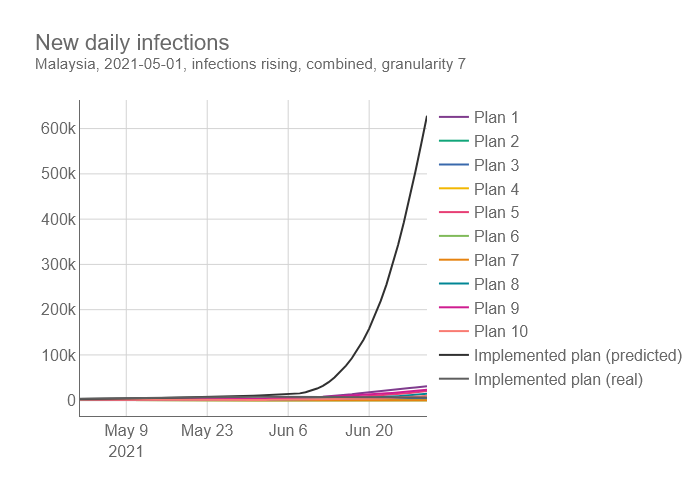 New daily infections
Malaysia, 2021-05-01, infections rising, combined, granularity 7
600k
500k
400k
300k
200k
100k
0
May 9
2021
May 23
Jun 6
Jun 20
Plan 1
Plan 2
Plan 3
Plan 4
Plan 5
Plan 6
Plan 7
Plan 8
Plan 9
Plan 10
Implemented plan (predicted)
Implemented plan (real)